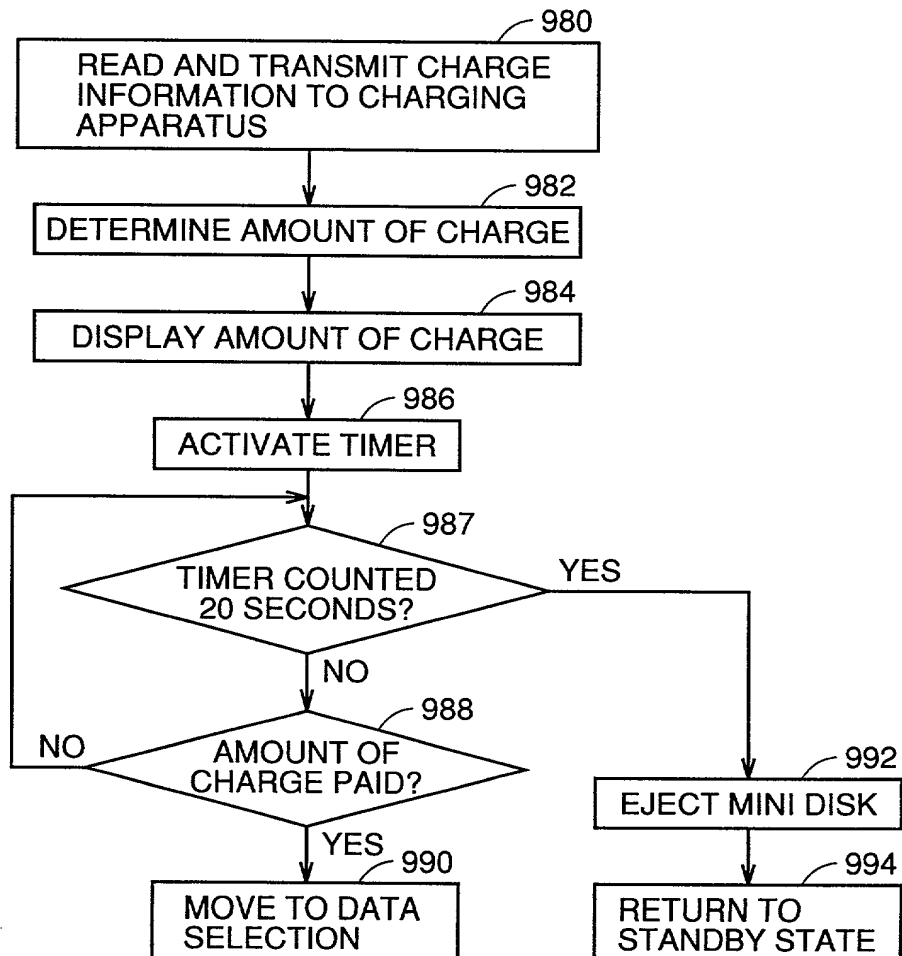 980
READ AND TRANSMIT CHARGE
INFORMATION TO CHARGING
APPARATUS
982
DETERMINE AMOUNT OF CHARGE
984
DISPLAY AMOUNT OF CHARGE
986
ACTIVATE TIMER
987
TIMER COUNTED
20 SECONDS?
YES
NO
988
AMOUNT OF
CHARGE PAID?
NO
YES
990
MOVE TO DATA
SELECTION
992
EJECT MINI DISK
994
RETURN TO
STANDBY STATE